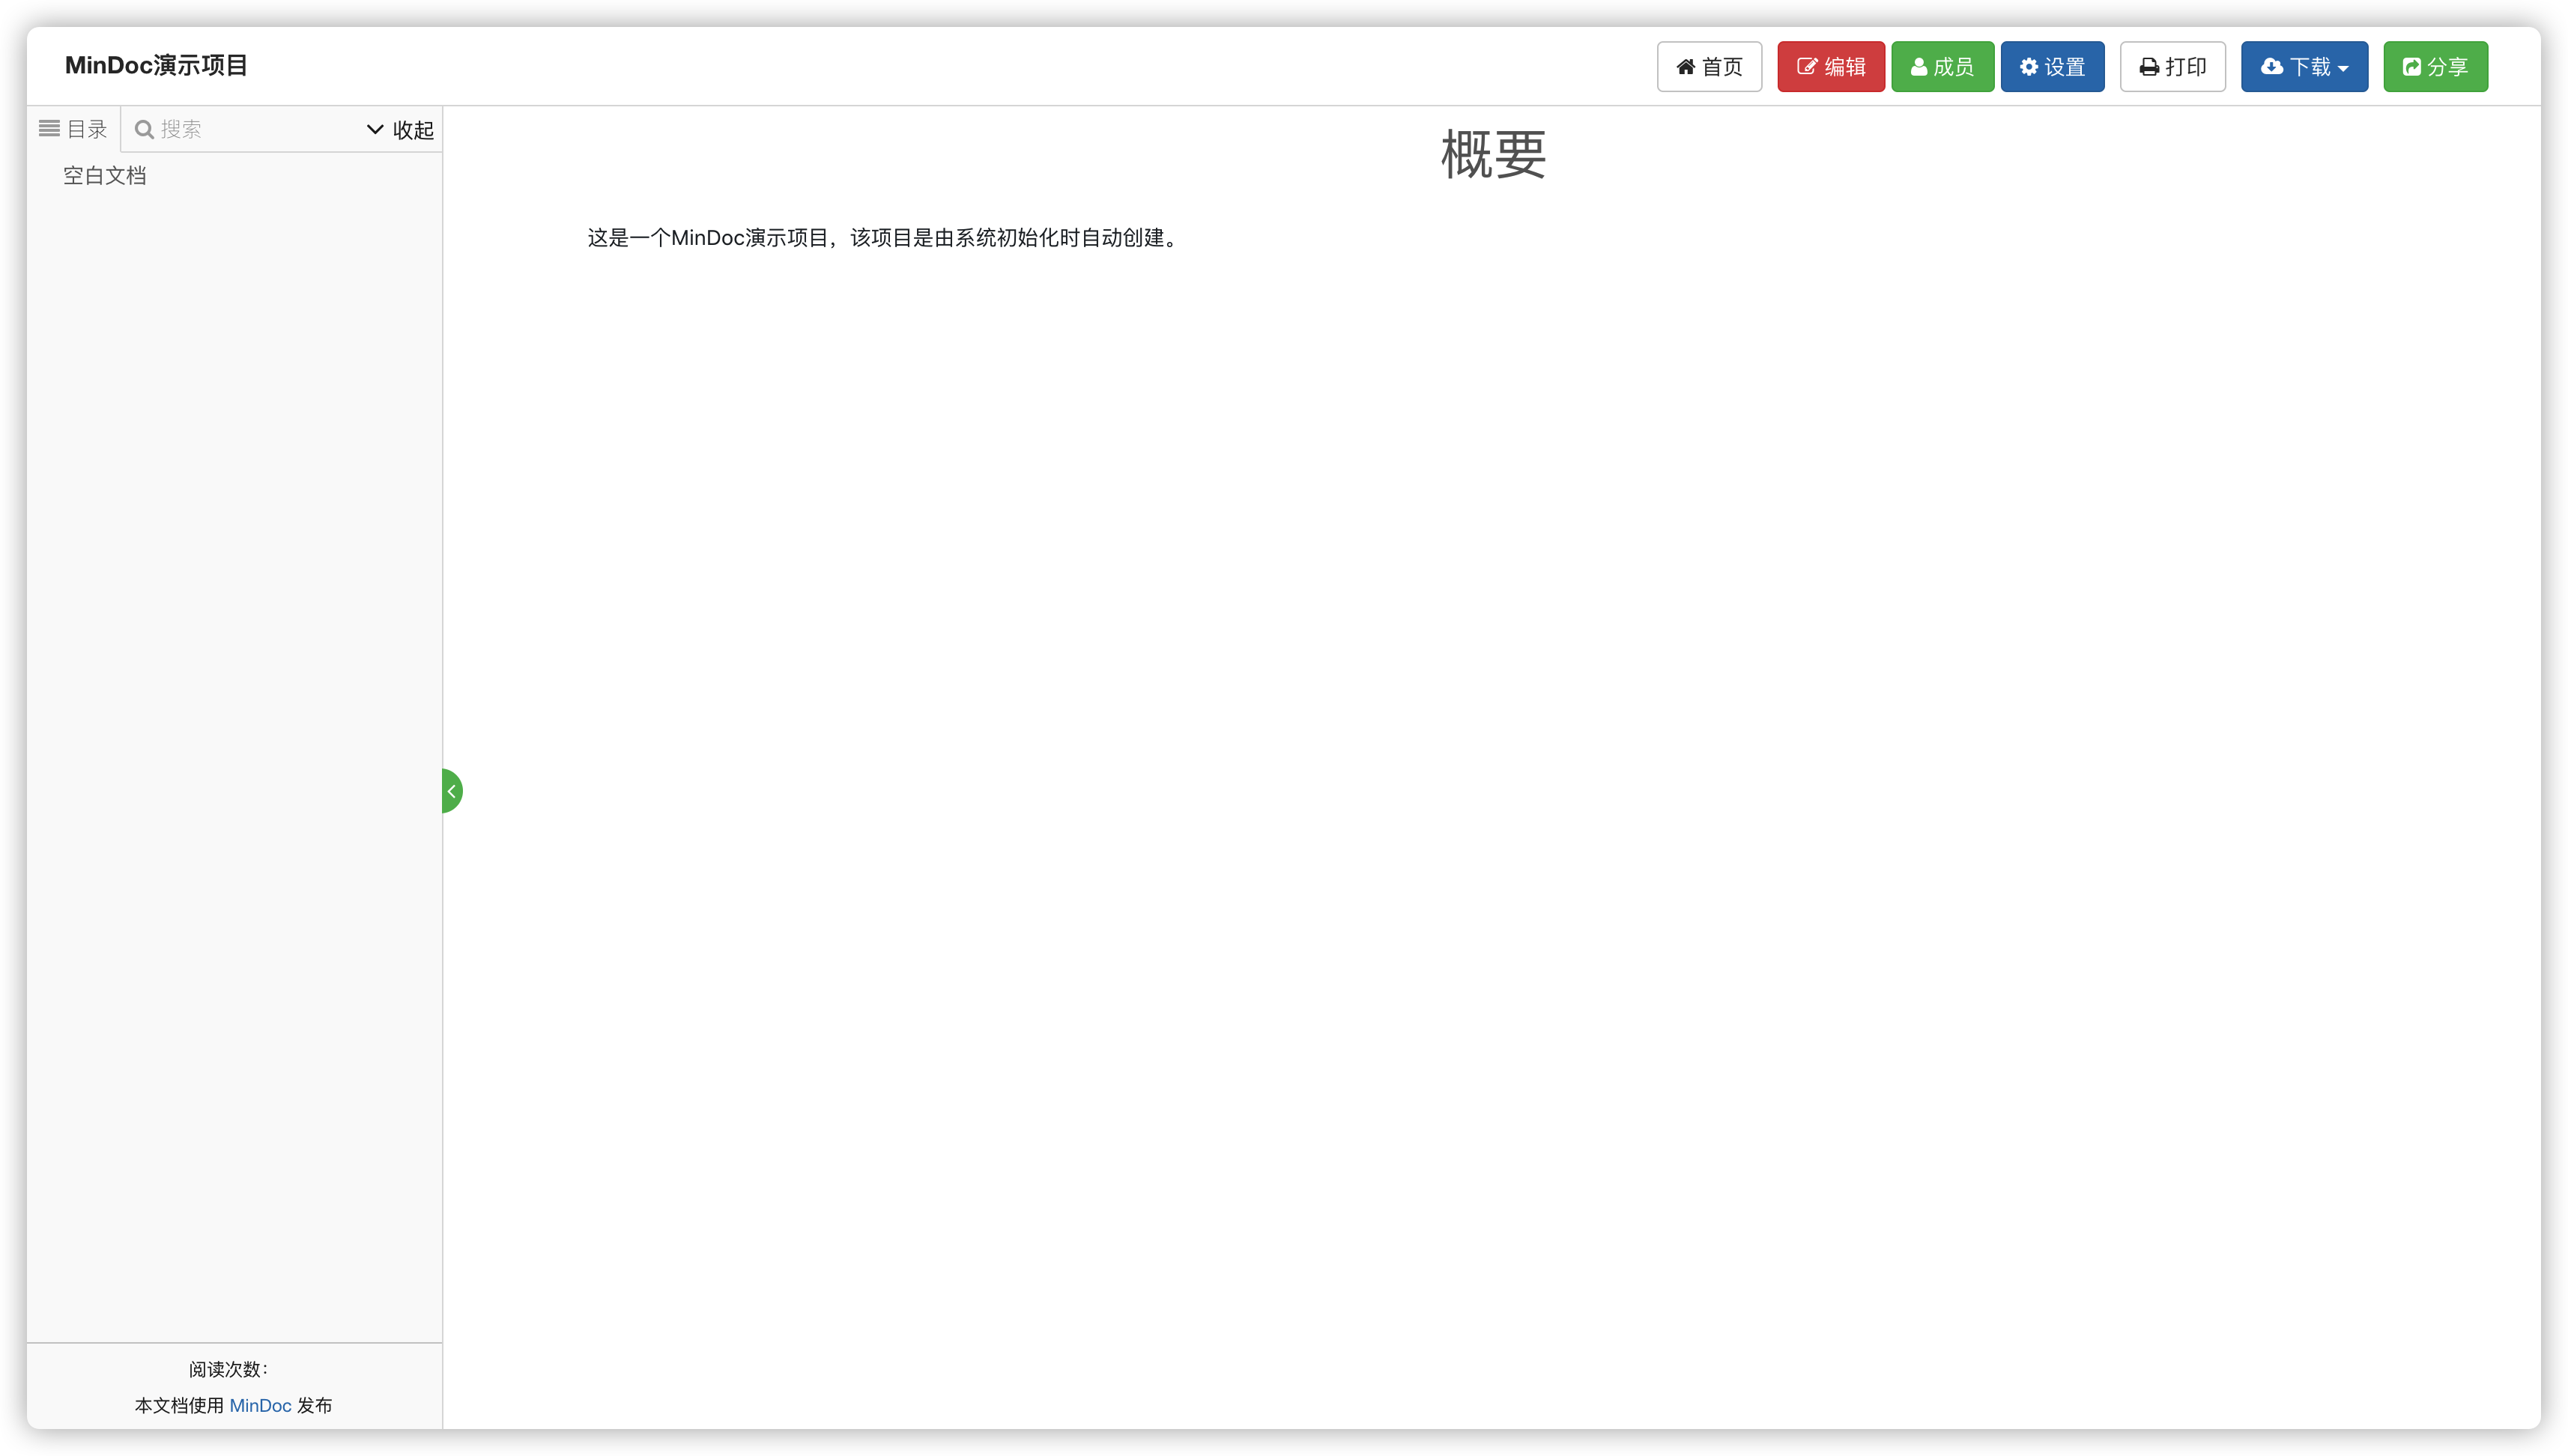 MinDoc演示项目
首页 编辑 成员 设置 打印 下载 分享
目录 搜索 收起
空白文档
概要
这是一个MinDoc演示项目，该项目是由系统初始化时自动创建。
阅读次数：
本文档使用 MinDoc 发布